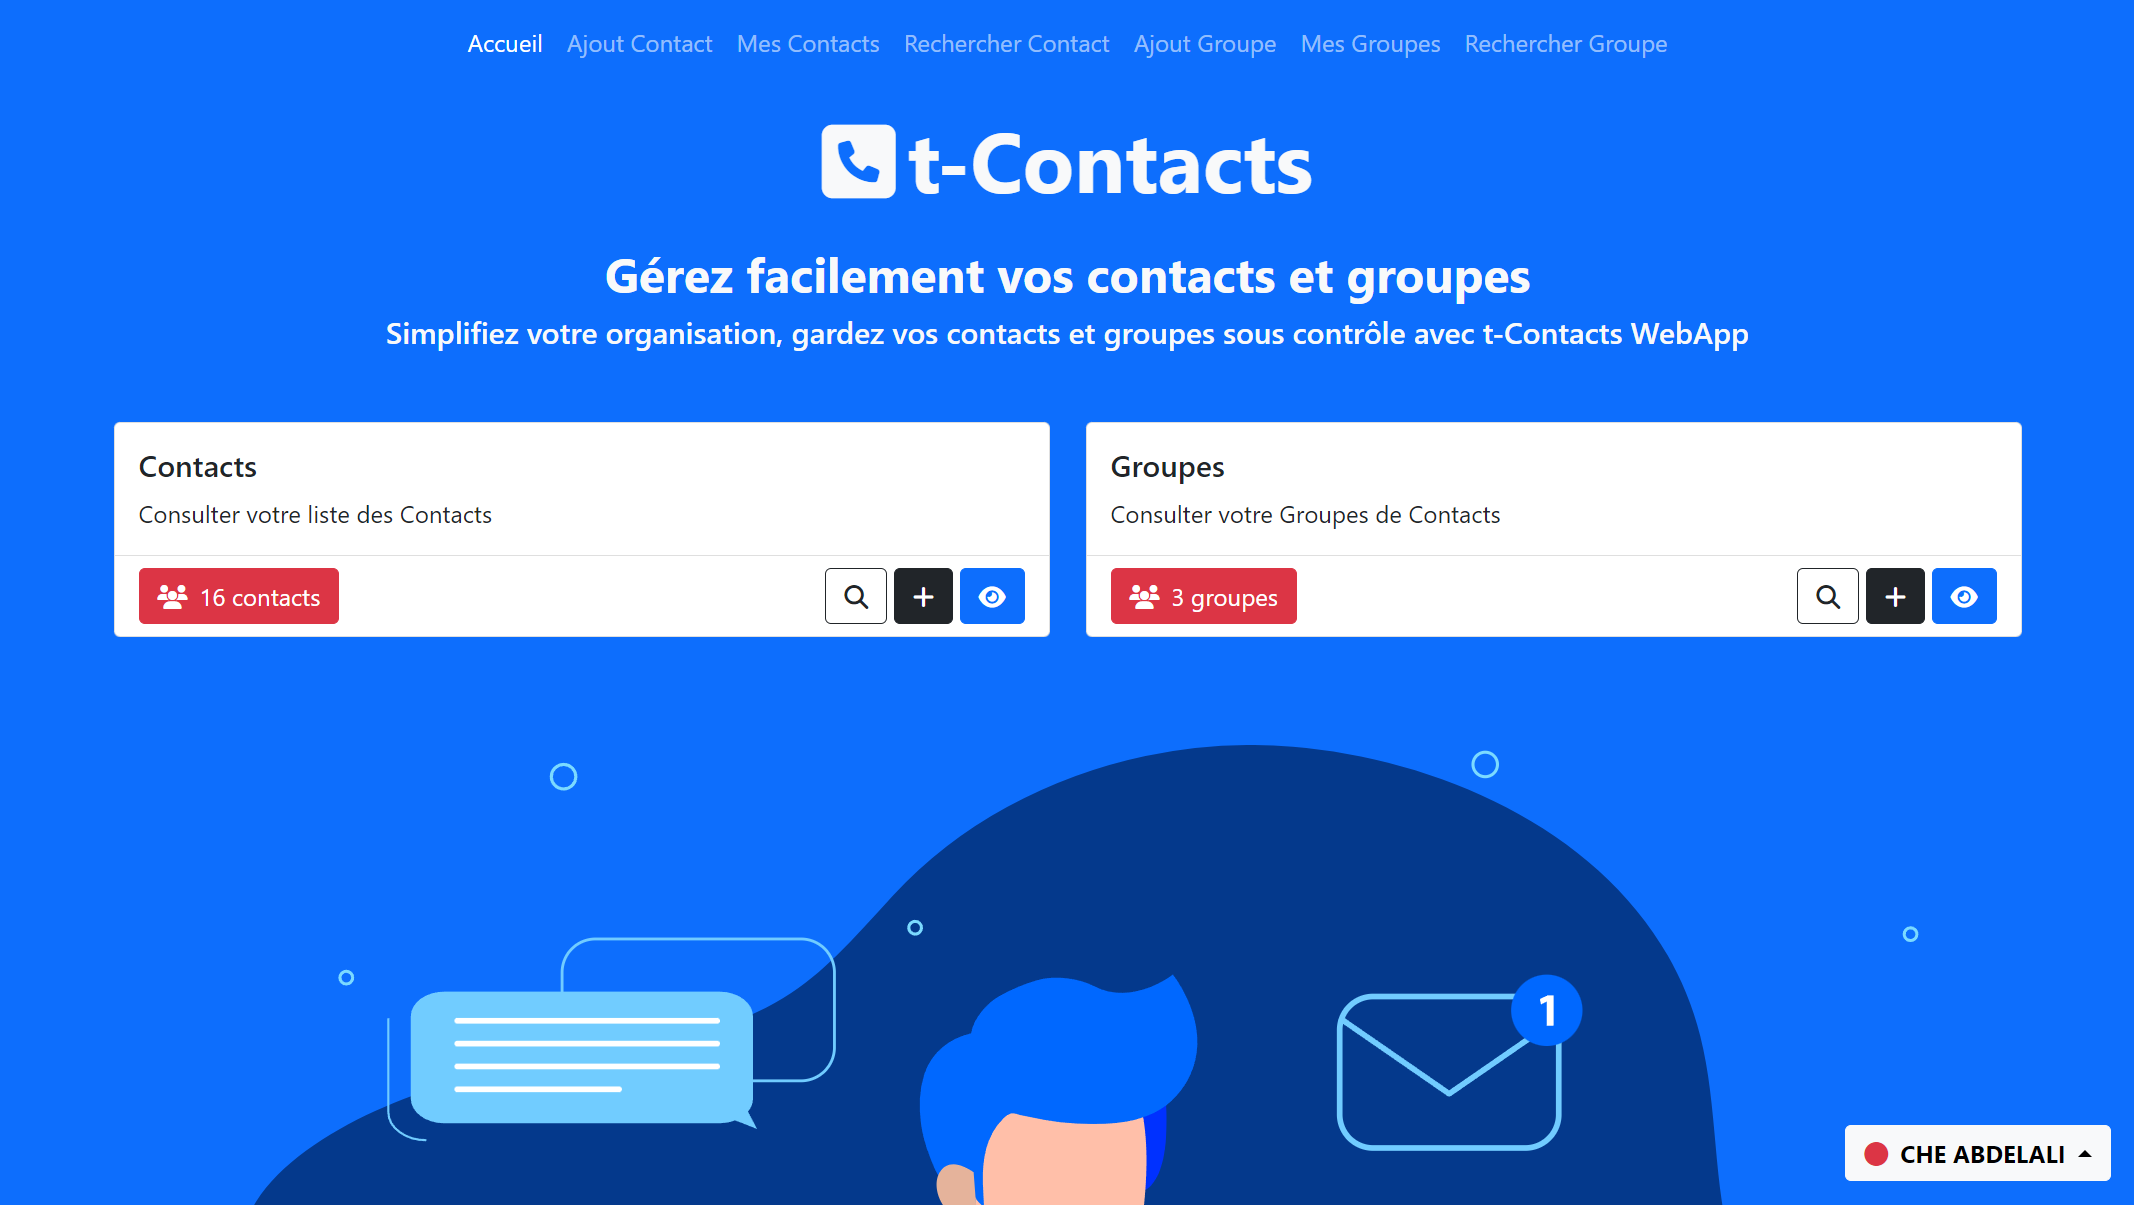 Accueil Ajout Contact Mes Contacts Rechercher Contact Ajout Groupe Mes Groupes Rechercher Groupe
t-Contacts
Gérez facilement vos contacts et groupes
Simplifiez votre organisation, gardez vos contacts et groupes sous contrôle avec t-Contacts WebApp
Contacts
Consulter votre liste des Contacts
16 contacts
Groupes
Consulter votre Groupes de Contacts
3 groupes
1
CHE ABDELALI